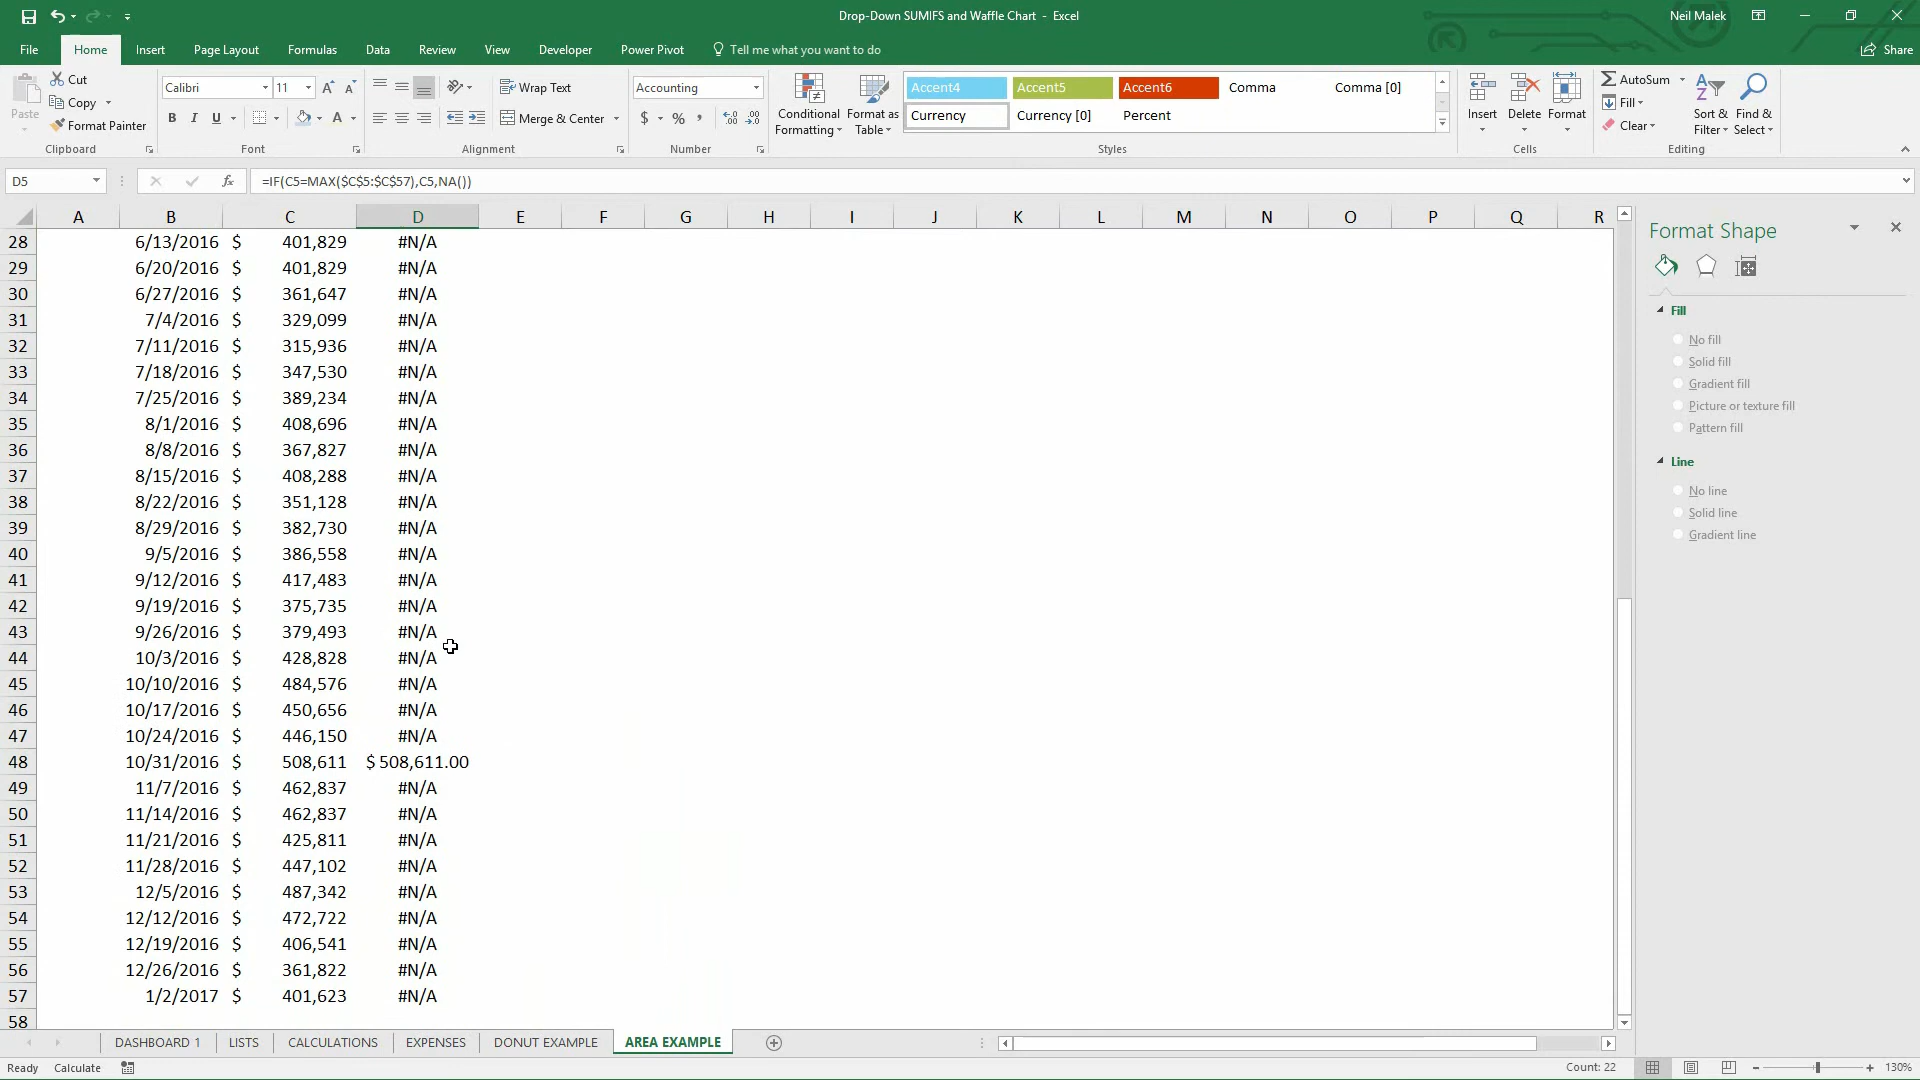 Drop-Down SUMIFS and Waffle Chart - Excel
Neil Malek
File Home Insert Page Layout Formulas Data Review View Developer Power Pivot Tell me what you want to do Share
Paste
Cut
Copy
Format Painter
Clipboard
Calibri 11
B I U
Font
Wrap Text
Merge & Center
Alignment
Accounting
$ % ,
Number
Conditional Formatting
Format as Table
Accent4 Accent5 Accent6 Comma Comma [0]
Currency Currency [0] Percent
Styles
Insert Delete Format
Cells
AutoSum
Fill
Clear
Sort & Filter
Find & Select
Editing
D5 fx =IF(C5=MAX($C$5:$C$57),C5,NA())
A B C D E F G H I J K L M N O P Q R
28 6/13/2016 $ 401,829 #N/A
29 6/20/2016 $ 401,829 #N/A
30 6/27/2016 $ 361,647 #N/A
31 7/4/2016 $ 329,099 #N/A
32 7/11/2016 $ 315,936 #N/A
33 7/18/2016 $ 347,530 #N/A
34 7/25/2016 $ 389,234 #N/A
35 8/1/2016 $ 408,696 #N/A
36 8/8/2016 $ 367,827 #N/A
37 8/15/2016 $ 408,288 #N/A
38 8/22/2016 $ 351,128 #N/A
39 8/29/2016 $ 382,730 #N/A
40 9/5/2016 $ 386,558 #N/A
41 9/12/2016 $ 417,483 #N/A
42 9/19/2016 $ 375,735 #N/A
43 9/26/2016 $ 379,493 #N/A
44 10/3/2016 $ 428,828 #N/A
45 10/10/2016 $ 484,576 #N/A
46 10/17/2016 $ 450,656 #N/A
47 10/24/2016 $ 446,150 #N/A
48 10/31/2016 $ 508,611 $ 508,611.00
49 11/7/2016 $ 462,837 #N/A
50 11/14/2016 $ 462,837 #N/A
51 11/21/2016 $ 425,811 #N/A
52 11/28/2016 $ 447,102 #N/A
53 12/5/2016 $ 487,342 #N/A
54 12/12/2016 $ 472,722 #N/A
55 12/19/2016 $ 406,541 #N/A
56 12/26/2016 $ 361,822 #N/A
57 1/2/2017 $ 401,623 #N/A
58
Format Shape
Fill
No fill
Solid fill
Gradient fill
Picture or texture fill
Pattern fill
Line
No line
Solid line
Gradient line
DASHBOARD 1 LISTS CALCULATIONS EXPENSES DONUT EXAMPLE AREA EXAMPLE
Ready Calculate Count: 22 130%